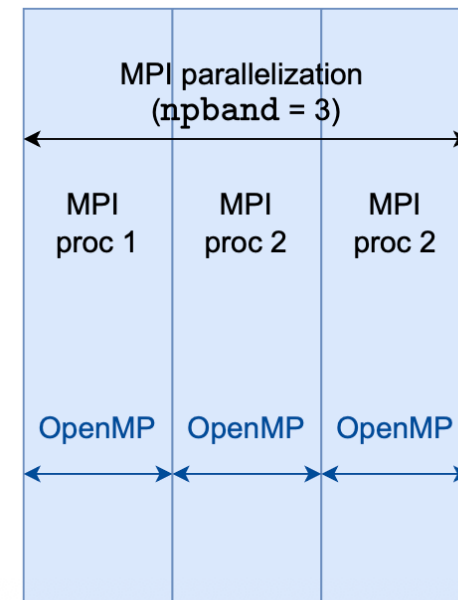 MPI parallelization
(npband = 3)
MPI
proc 1
MPI
proc 2
MPI
proc 2
OpenMP
OpenMP
OpenMP